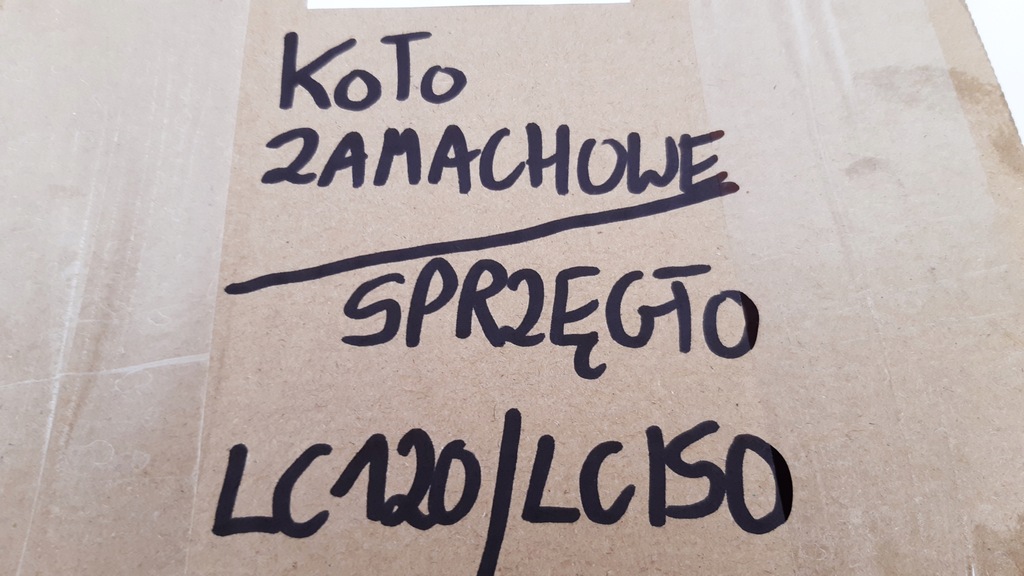 KOŁO
ZAMACHOWE
SPRZĘGŁO
LC120/LC150